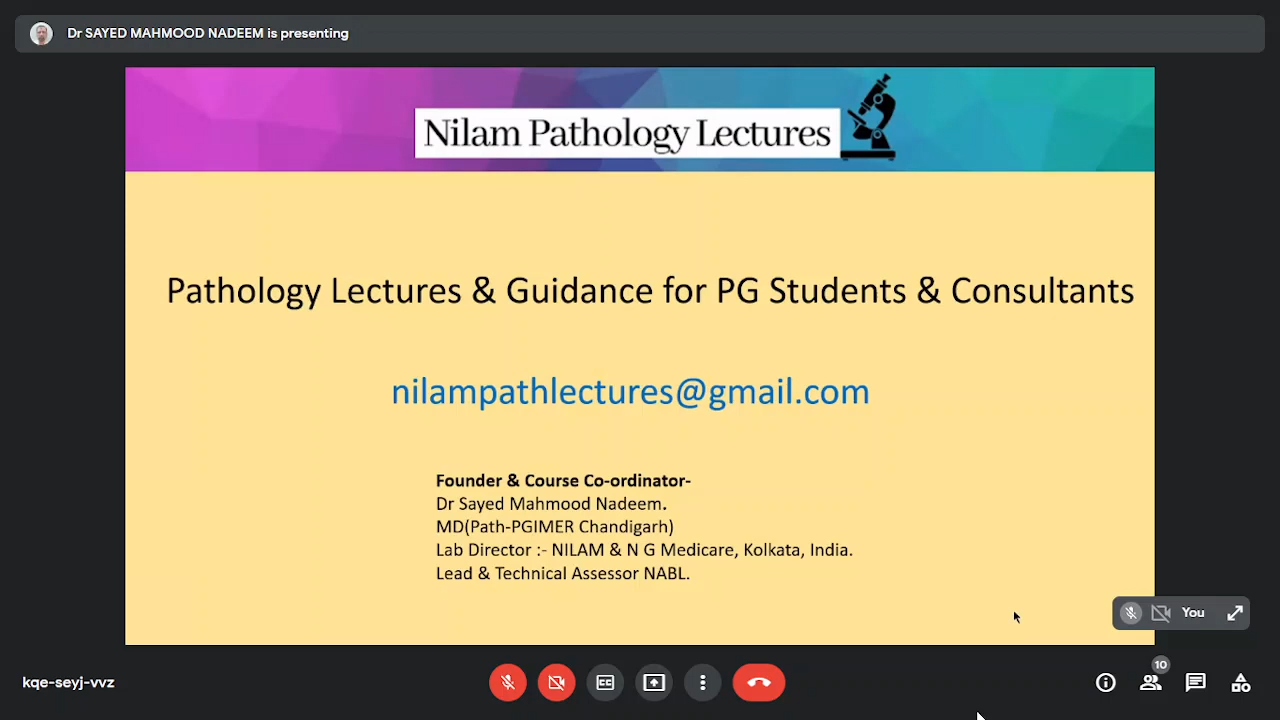 Dr SAYED MAHMOOD NADEEM is presenting
Nilam Pathology Lectures
Pathology Lectures & Guidance for PG Students & Consultants
nilampathlectures@gmail.com
Founder & Course Co-ordinator-
Dr Sayed Mahmood Nadeem.
MD(Path-PGIMER Chandigarh)
Lab Director :- NILAM & N G Medicare, Kolkata, India.
Lead & Technical Assessor NABL.
You
kqe-seyj-vvz
CC
10